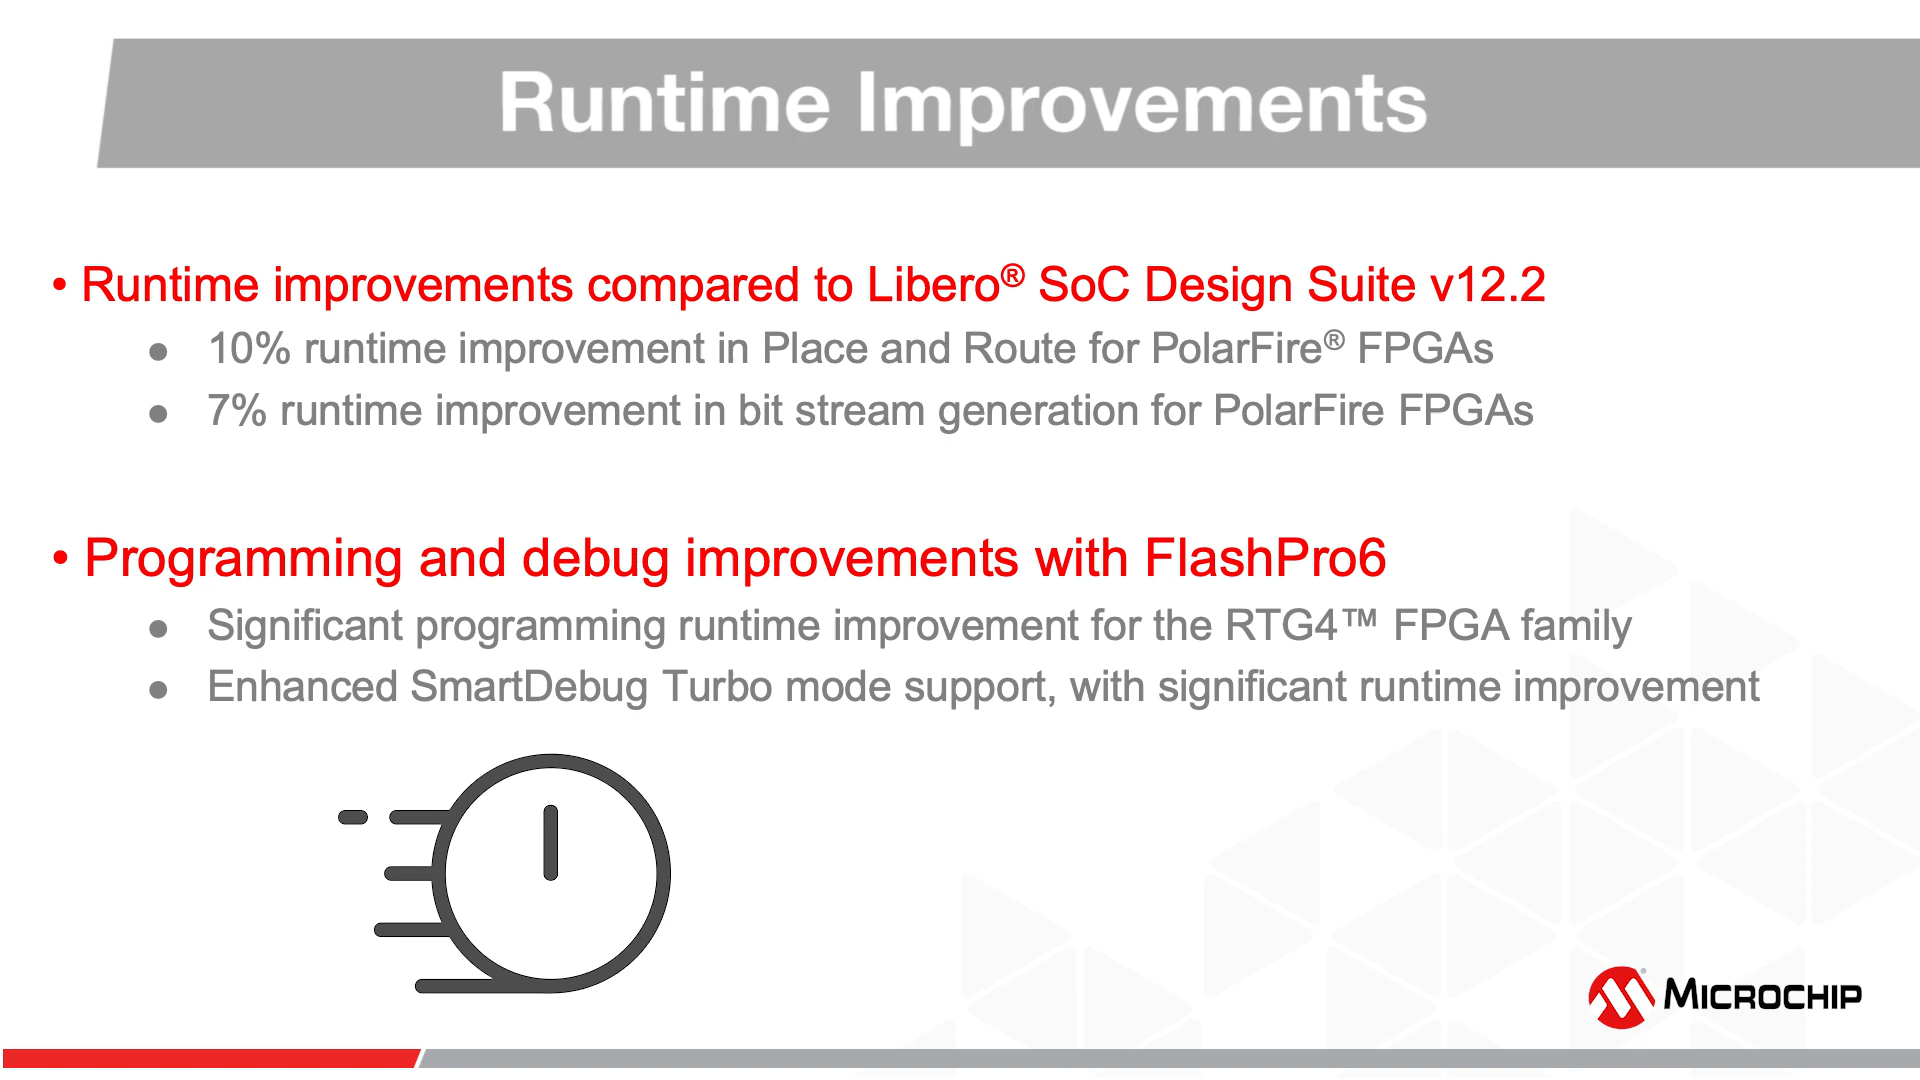 Runtime Improvements
• Runtime improvements compared to Libero® SoC Design Suite v12.2
● 10% runtime improvement in Place and Route for PolarFire® FPGAs
● 7% runtime improvement in bit stream generation for PolarFire FPGAs
• Programming and debug improvements with FlashPro6
● Significant programming runtime improvement for the RTG4™ FPGA family
● Enhanced SmartDebug Turbo mode support, with significant runtime improvement
MICROCHIP